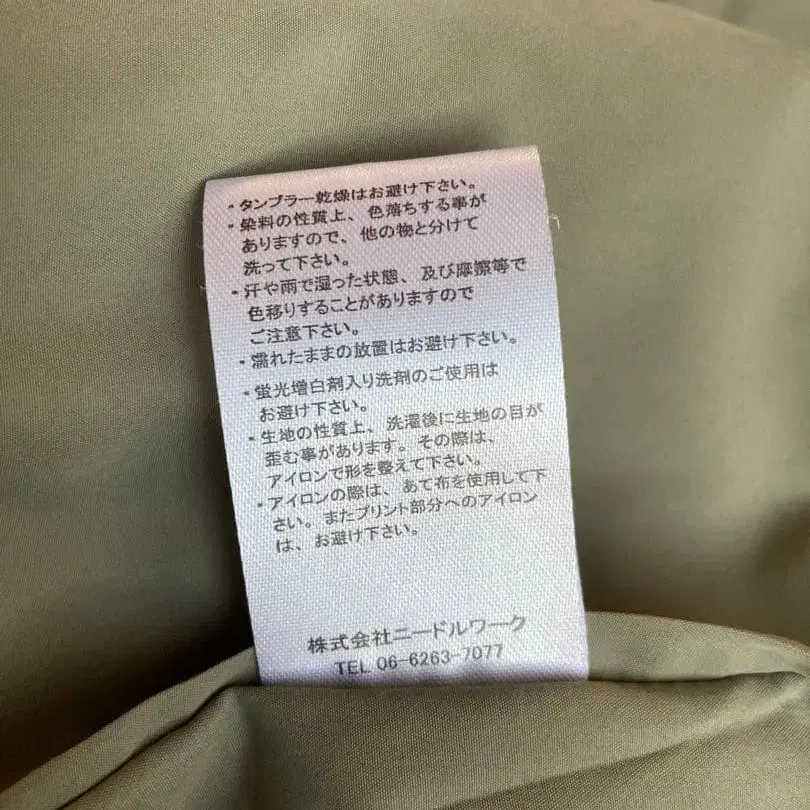 ・タンブラー乾燥はお避け下さい。
・染料の性質上、色落ちする事が
ありますので、他の物と分けて
洗って下さい。
・汗や雨で湿った状態、及び摩擦等で
色移りすることがありますので
ご注意下さい。
・濡れたままの放置はお避け下さい。
・蛍光増白剤入り洗剤のご使用は
お避け下さい。
・生地の性質上、洗濯後に生地の目が
歪む事があります。その際は、
アイロンで形を整えて下さい。
・アイロンの際は、あて布を使用して下
さい。またプリント部分へのアイロン
は、お避け下さい。
株式会社ニードルワーク
TEL 06-6263-7077